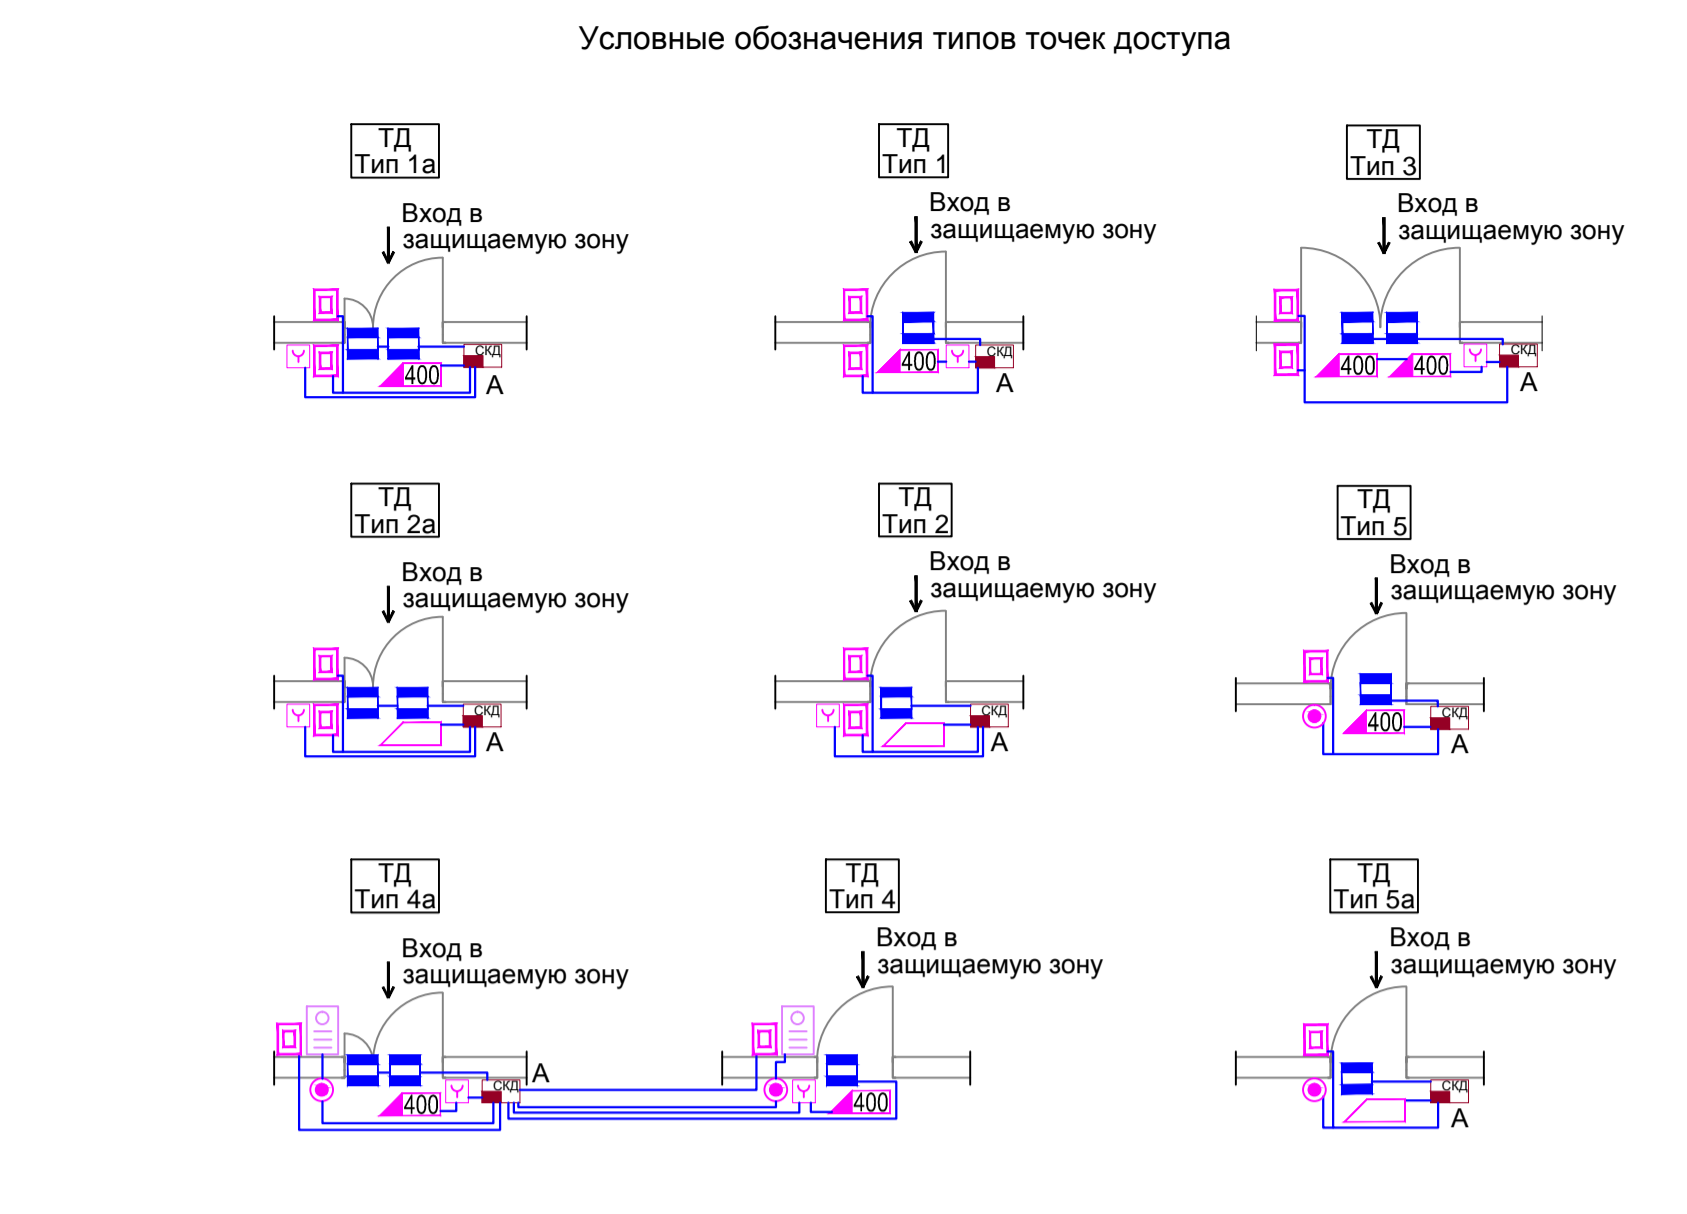 Условные обозначения типов точек доступа
ТД
Тип 1а
Вход в
защищаемую зону
СКД
400
А
ТД
Тип 1
Вход в
защищаемую зону
СКД
400
А
ТД
Тип 3
Вход в
защищаемую зону
СКД
400
400
А
ТД
Тип 2а
Вход в
защищаемую зону
СКД
А
ТД
Тип 2
Вход в
защищаемую зону
СКД
А
ТД
Тип 5
Вход в
защищаемую зону
СКД
400
А
ТД
Тип 4а
Вход в
защищаемую зону
А
СКД
400
ТД
Тип 4
Вход в
защищаемую зону
400
ТД
Тип 5а
Вход в
защищаемую зону
СКД
А